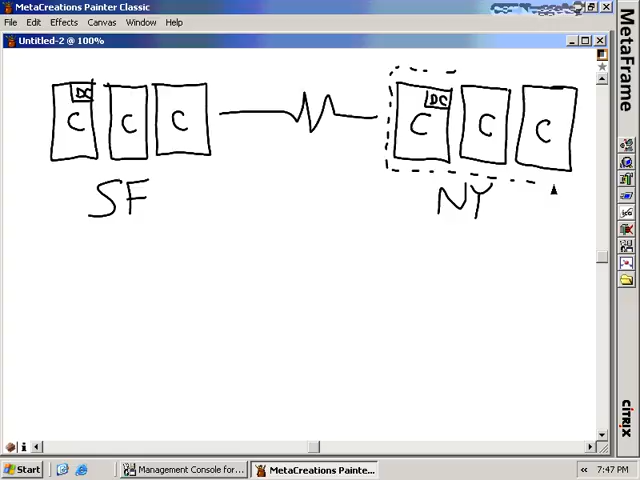 MetaCreations Painter Classic
File Edit Effects Canvas Window Help
Untitled-2 @ 100%
DC DC
C C C C C C
SF NY
MetaFrame
CITRIX
Start Management Console for... MetaCreations Painte... « 7:47 PM